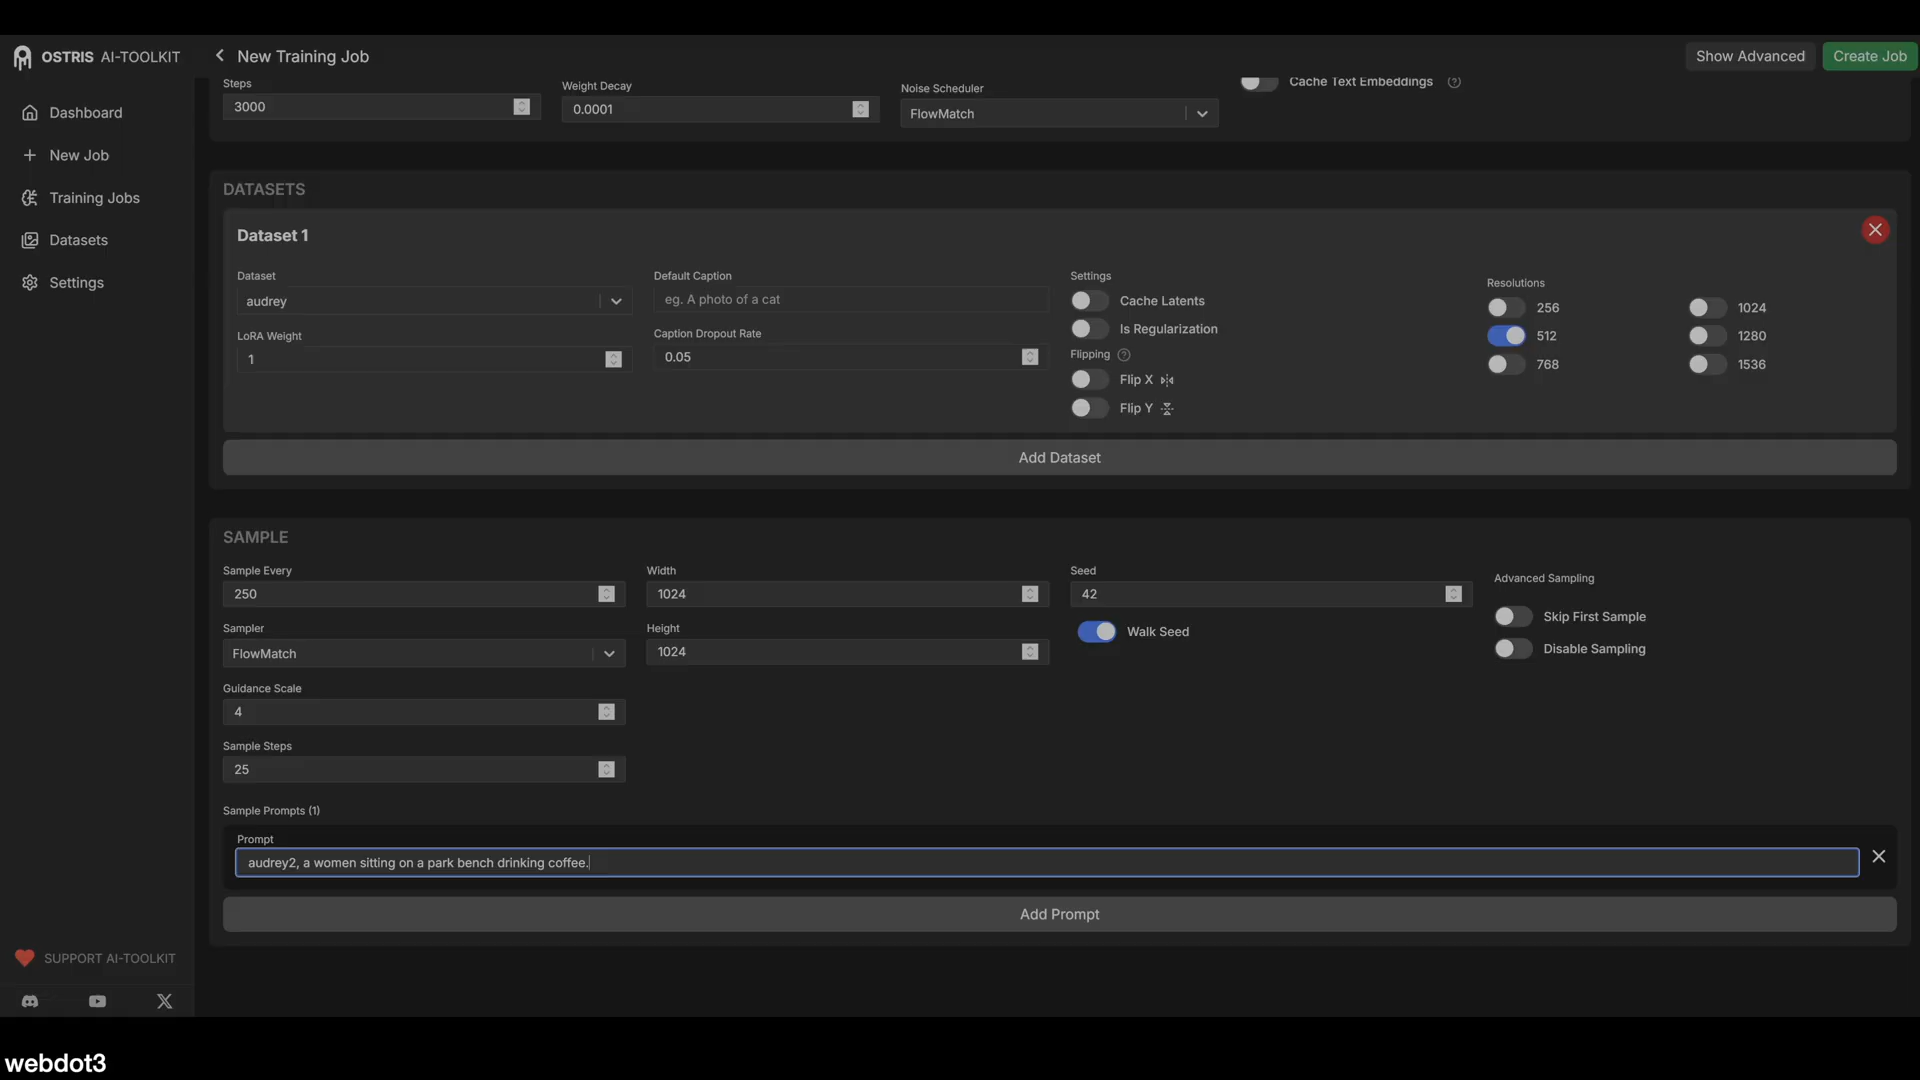 OSTRIS AI-TOOLKIT
New Training Job
Show Advanced
Create Job
Dashboard
New Job
Training Jobs
Datasets
Settings
Steps
3000
Weight Decay
0.0001
Noise Scheduler
FlowMatch
Cache Text Embeddings
DATASETS
Dataset 1
Dataset
audrey
LoRA Weight
1
Default Caption
eg. A photo of a cat
Caption Dropout Rate
0.05
Settings
Cache Latents
Is Regularization
Flipping
Flip X
Flip Y
Resolutions
256
512
768
1024
1280
1536
Add Dataset
SAMPLE
Sample Every
250
Sampler
FlowMatch
Guidance Scale
4
Sample Steps
25
Width
1024
Height
1024
Seed
42
Walk Seed
Advanced Sampling
Skip First Sample
Disable Sampling
Sample Prompts (1)
Prompt
audrey2, a women sitting on a park bench drinking coffee.
Add Prompt
SUPPORT AI-TOOLKIT
webdot3